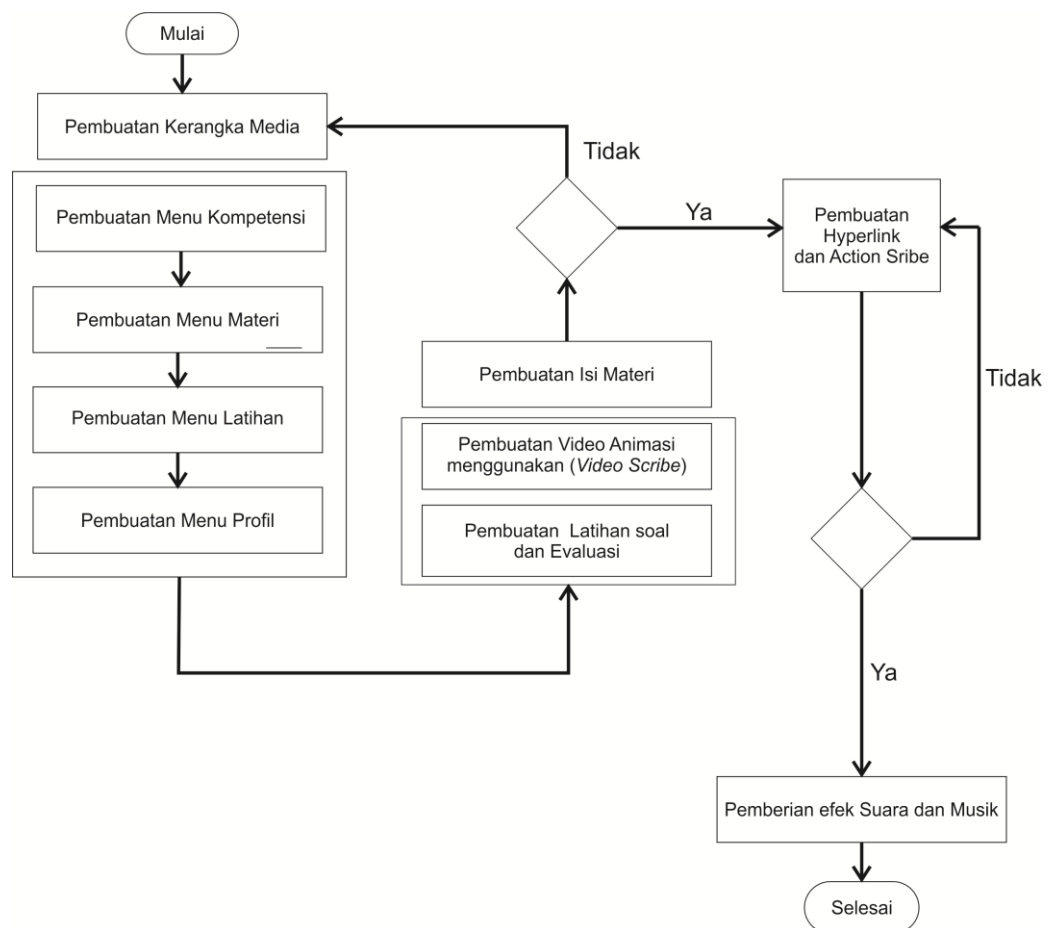 Mulai
Pembuatan Kerangka Media
Pembuatan Menu Kompetensi
Pembuatan Menu Materi
Pembuatan Menu Latihan
Pembuatan Menu Profil
Tidak
Ya
Pembuatan Isi Materi
Pembuatan Video Animasi
menggunakan (Video Scribe)
Pembuatan Latihan soal
dan Evaluasi
Pembuatan
Hyperlink
dan Action Sribe
Tidak
Ya
Pemberian efek Suara dan Musik
Selesai